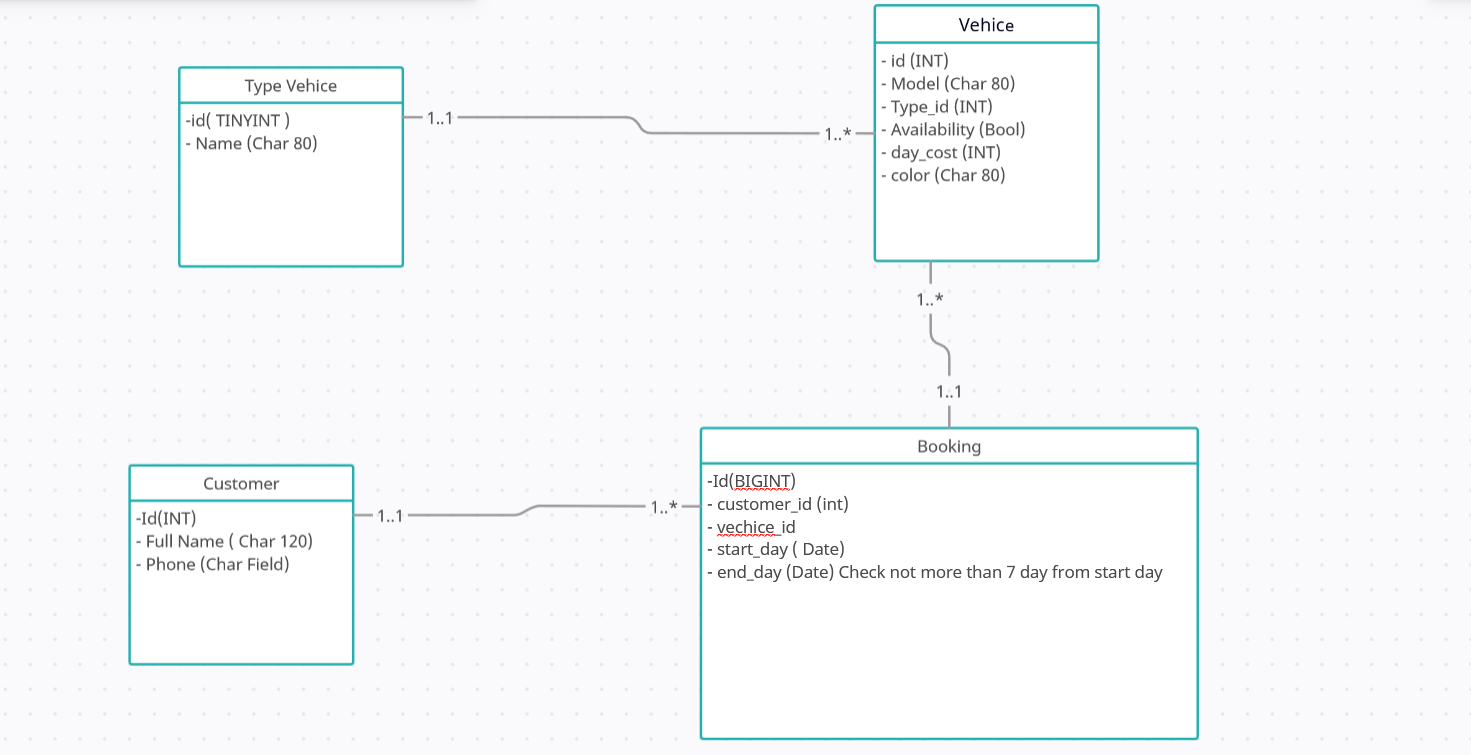 Type Vehice
-id( TINYINT )
- Name (Char 80)
1..1
1..*
Vehice
- id (INT)
- Model (Char 80)
- Type_id (INT)
- Availability (Bool)
- day_cost (INT)
- color (Char 80)
1..*
1..1
Customer
-Id(INT)
- Full Name ( Char 120)
- Phone (Char Field)
1..1
1..*
Booking
-Id(BIGINT)
- customer_id (int)
- vechice_id
- start_day ( Date)
- end_day (Date) Check not more than 7 day from start day